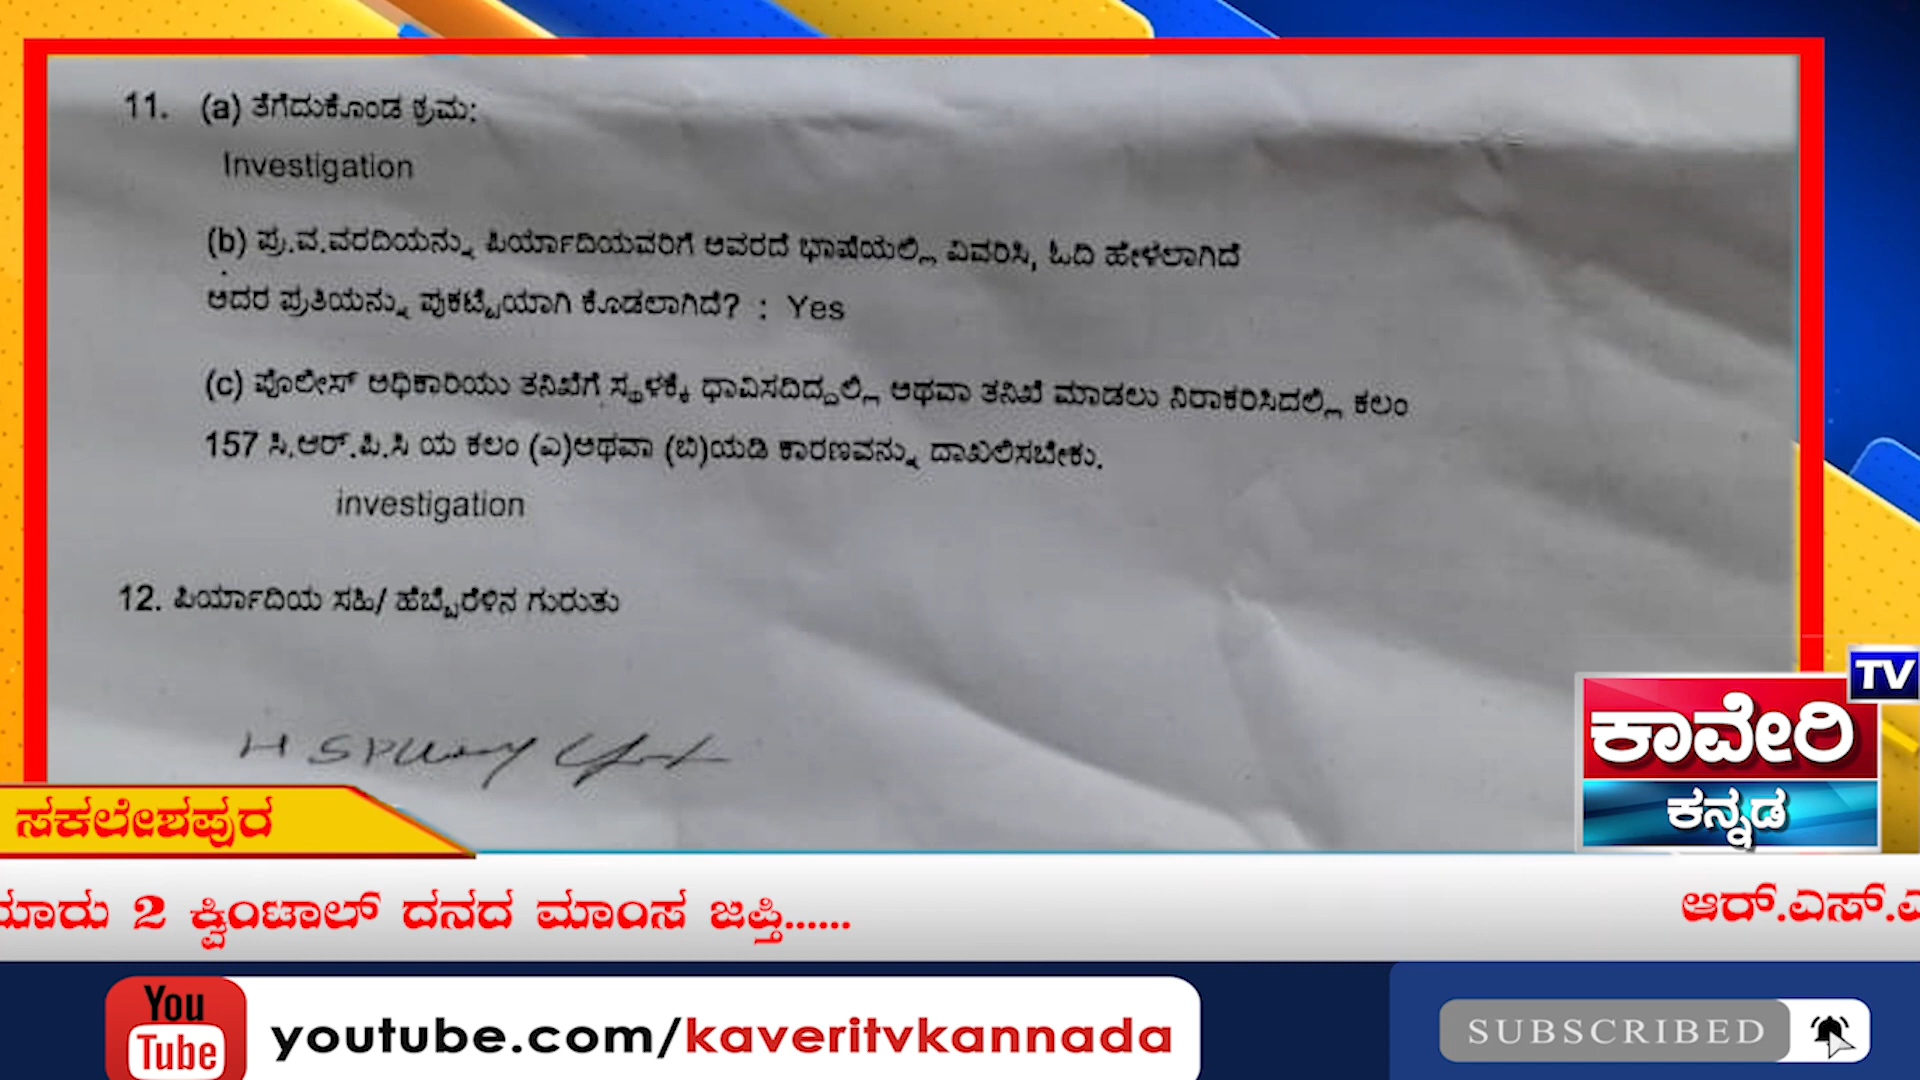 11. (a) ತೆಗೆದುಕೊಂಡ ಕ್ರಮ:
Investigation
(b) ಪ್ರ.ವ.ವರದಿಯನ್ನು ಪಿರ್ಯಾದಿಯವರಿಗೆ ಅವರದೆ ಭಾಷೆಯಲ್ಲಿ ವಿವರಿಸಿ, ಓದಿ ಹೇಳಲಾಗಿದೆ
ಅದರ ಪ್ರತಿಯನ್ನು ಪುಕಟ್ಟೆಯಾಗಿ ಕೊಡಲಾಗಿದೆ? : Yes
(c) ಪೊಲೀಸ್ ಅಧಿಕಾರಿಯು ತನಿಖೆಗೆ ಸ್ಥಳಕ್ಕೆ ಧಾವಿಸದಿದ್ದಲ್ಲಿ ಅಥವಾ ತನಿಖೆ ಮಾಡಲು ನಿರಾಕರಿಸಿದಲ್ಲಿ ಕಲಂ
157 ಸಿ.ಆರ್.ಪಿ.ಸಿ ಯ ಕಲಂ (ಎ)ಅಥವಾ (ಬಿ)ಯಡಿ ಕಾರಣವನ್ನು ದಾಖಲಿಸಬೇಕು.
investigation
12. ಪಿರ್ಯಾದಿಯ ಸಹಿ/ ಹೆಬ್ಬೆರೆಳಿನ ಗುರುತು
TV
ಕಾವೇರಿ
ಕನ್ನಡ
ಸಕಲೇಶಪುರ
2 ಕ್ವಿಂಟಾಲ್ ದನದ ಮಾಂಸ ಜಪ್ತಿ......
You
Tube
youtube.com/kaveritvkannada
SUBSCRIBED